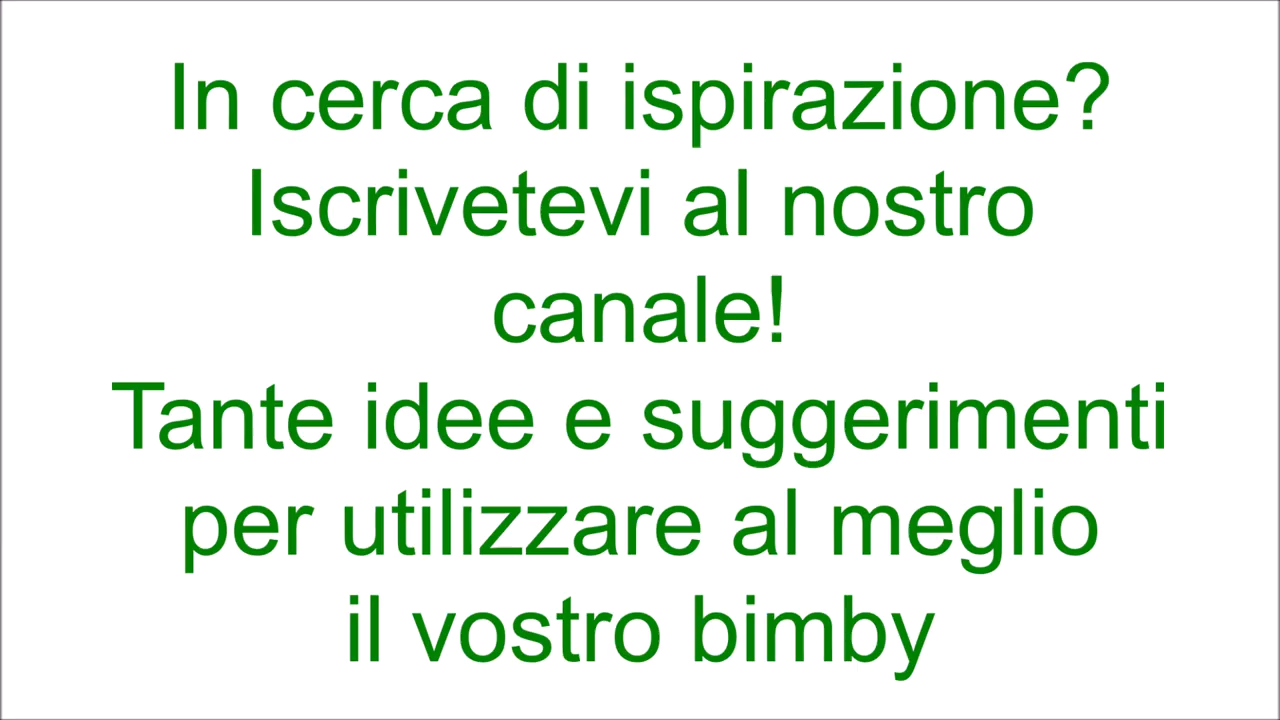 In cerca di ispirazione?
Iscrivetevi al nostro
canale!
Tante idee e suggerimenti
per utilizzare al meglio
il vostro bimby